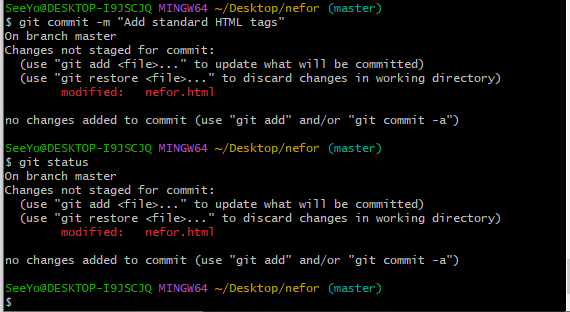 SeeYo@DESKTOP-I9JSCJQ MINGW64 ~/Desktop/nefor (master)
$ git commit -m "Add standard HTML tags"
On branch master
Changes not staged for commit:
  (use "git add <file>..." to update what will be committed)
  (use "git restore <file>..." to discard changes in working directory)
        modified:   nefor.html

no changes added to commit (use "git add" and/or "git commit -a")

SeeYo@DESKTOP-I9JSCJQ MINGW64 ~/Desktop/nefor (master)
$ git status
On branch master
Changes not staged for commit:
  (use "git add <file>..." to update what will be committed)
  (use "git restore <file>..." to discard changes in working directory)
        modified:   nefor.html

no changes added to commit (use "git add" and/or "git commit -a")

SeeYo@DESKTOP-I9JSCJQ MINGW64 ~/Desktop/nefor (master)
$